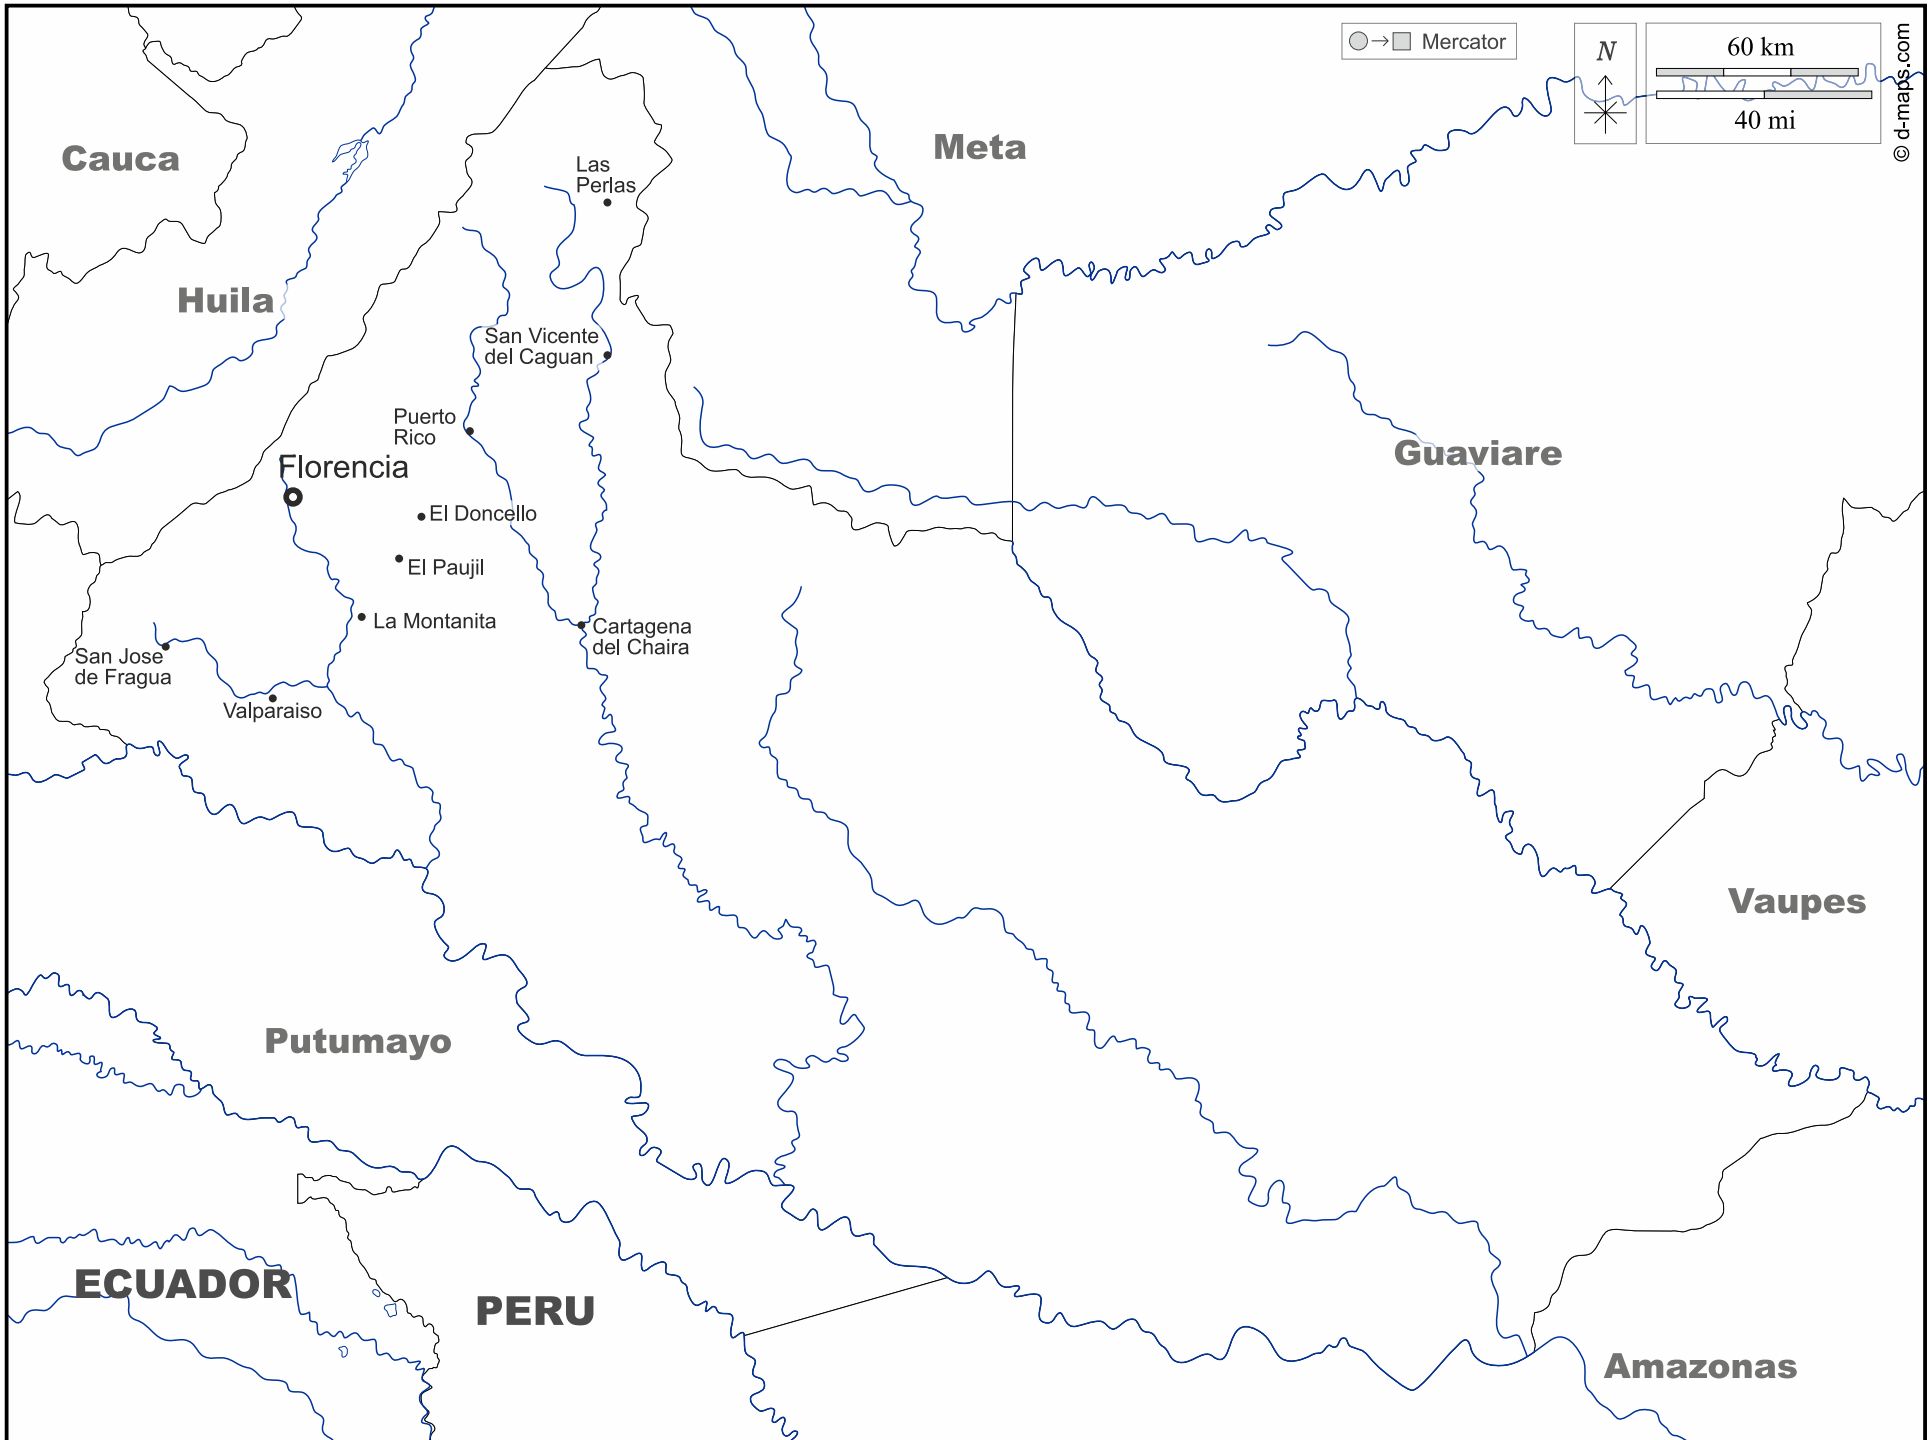 Mercator
N
60 km
40 mi
© d-maps.com
Cauca
Meta
Las
Perlas
Huila
San Vicente
del Caguan
Puerto
Rico
Guaviare
Florencia
El Doncello
El Paujil
La Montanita
Cartagena
del Chaira
San Jose
de Fragua
Valparaiso
Vaupes
Putumayo
ECUADOR
PERU
Amazonas